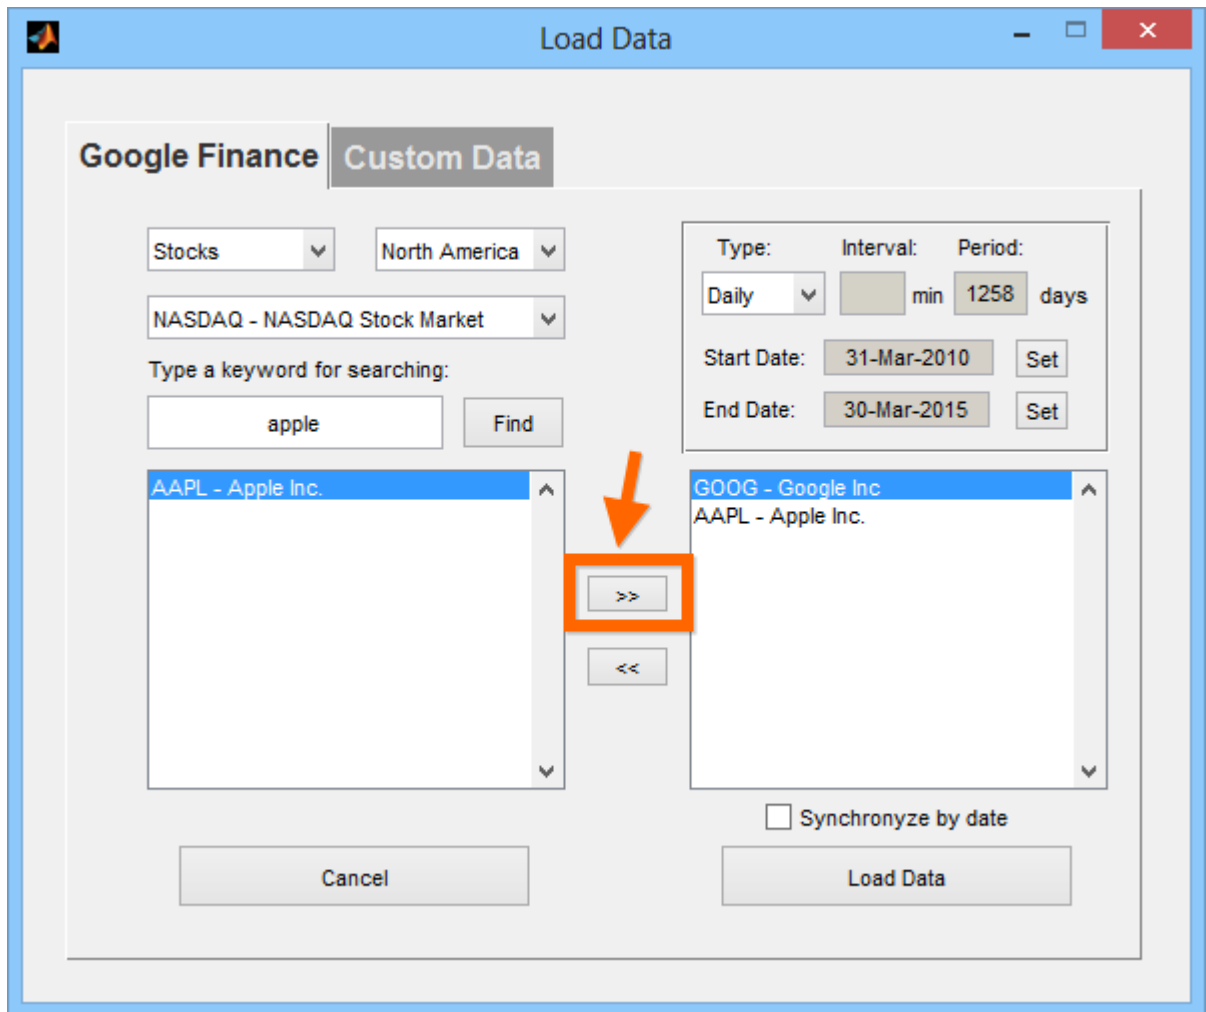 Load Data
Google Finance Custom Data
Stocks North America
NASDAQ - NASDAQ Stock Market
Type a keyword for searching:
apple Find
Type: Interval: Period:
Daily min 1258 days
Start Date: 31-Mar-2010 Set
End Date: 30-Mar-2015 Set
AAPL - Apple Inc.
>>
<<
GOOG - Google Inc
AAPL - Apple Inc.
Synchronyze by date
Cancel Load Data